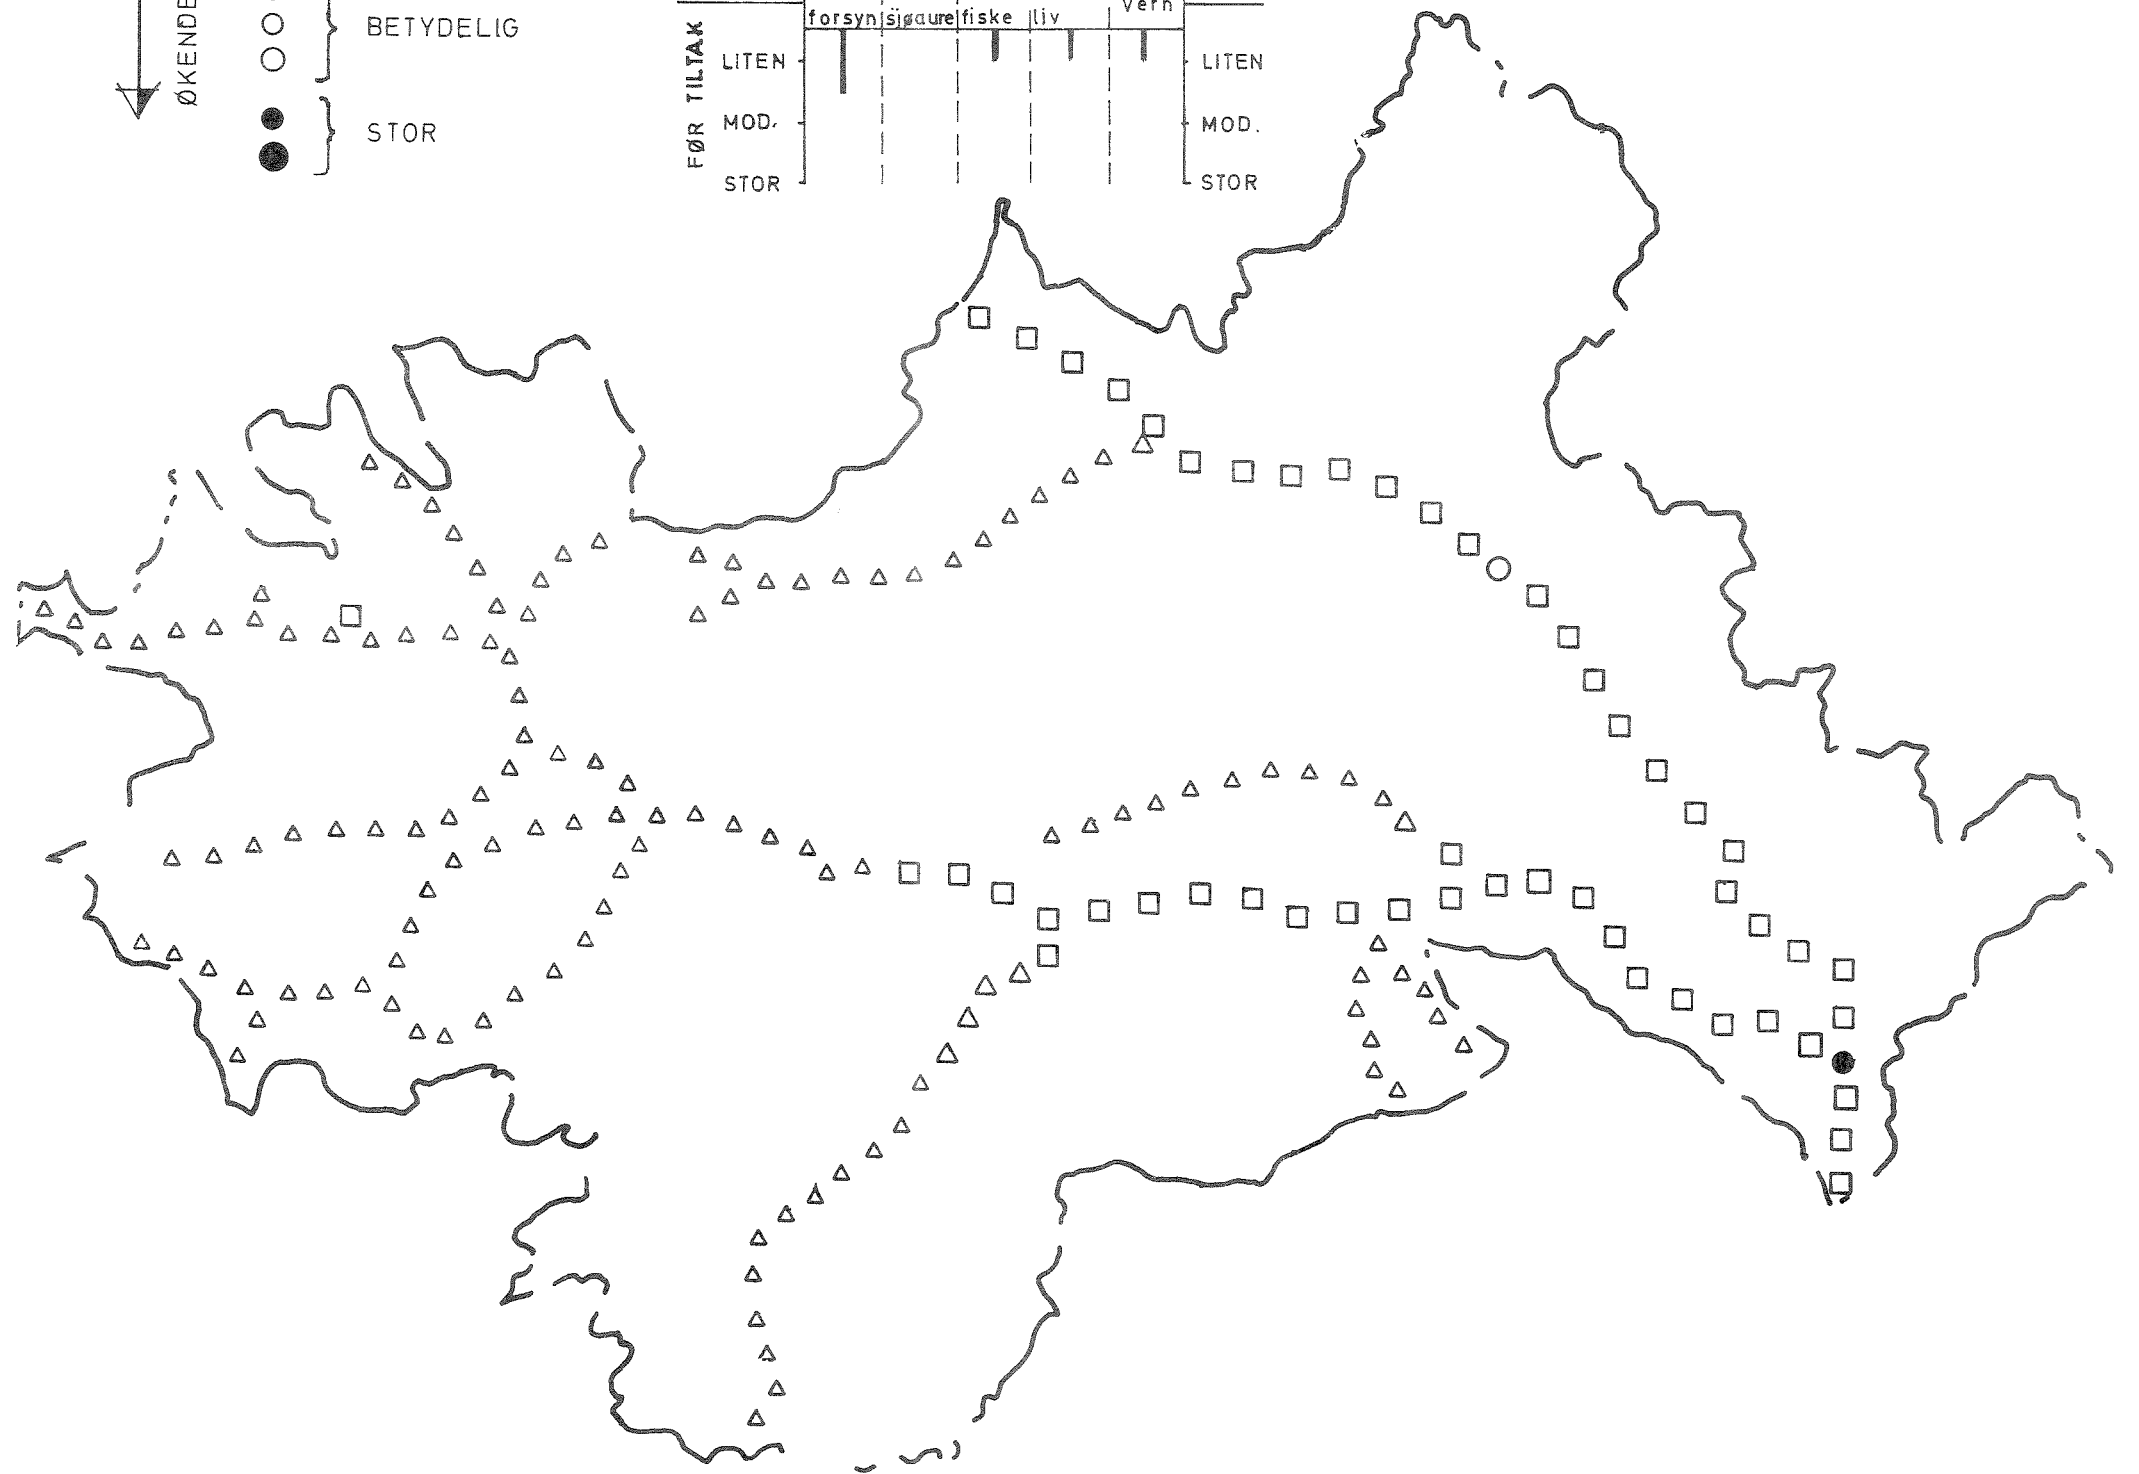 ØKENDE
BETYDELIG
STOR
FØR TILTAK
vern
forsyn sjøaure fiske liv
LITEN
MOD.
STOR
LITEN
MOD.
STOR